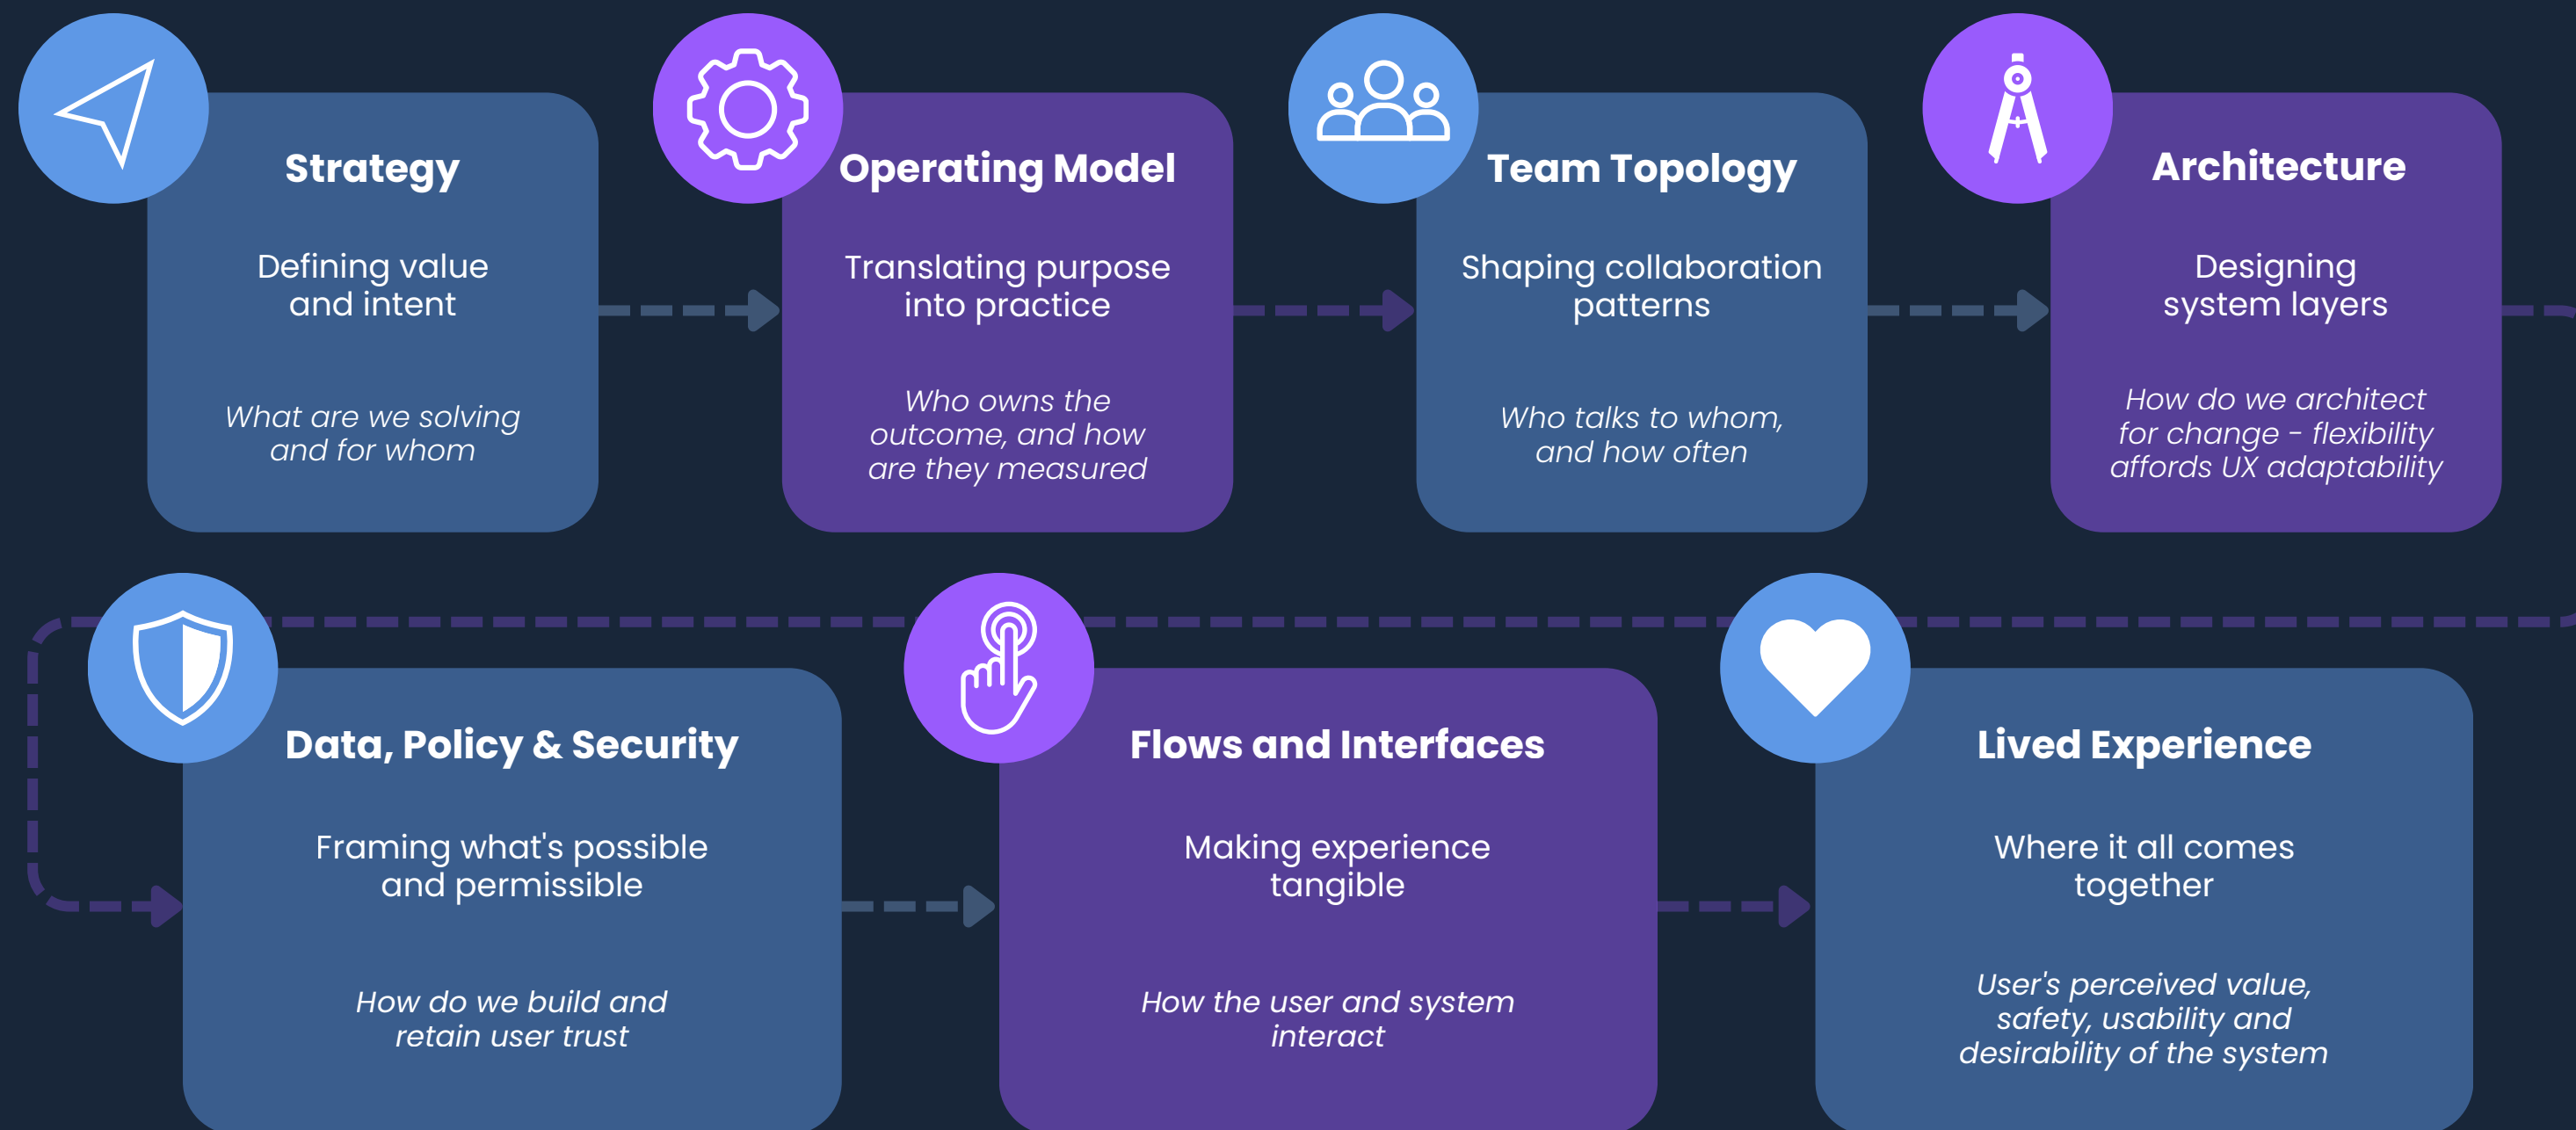 Strategy
Defining value
and intent
What are we solving
and for whom
Operating Model
Translating purpose
into practice
Who owns the
outcome, and how
are they measured
Team Topology
Shaping collaboration
patterns
Who talks to whom,
and how often
Architecture
Designing
system layers
How do we architect
for change - flexibility
affords UX adaptability
Data, Policy & Security
Framing what's possible
and permissible
How do we build and
retain user trust
Flows and Interfaces
Making experience
tangible
How the user and system
interact
Lived Experience
Where it all comes
together
User's perceived value,
safety, usability and
desirability of the system